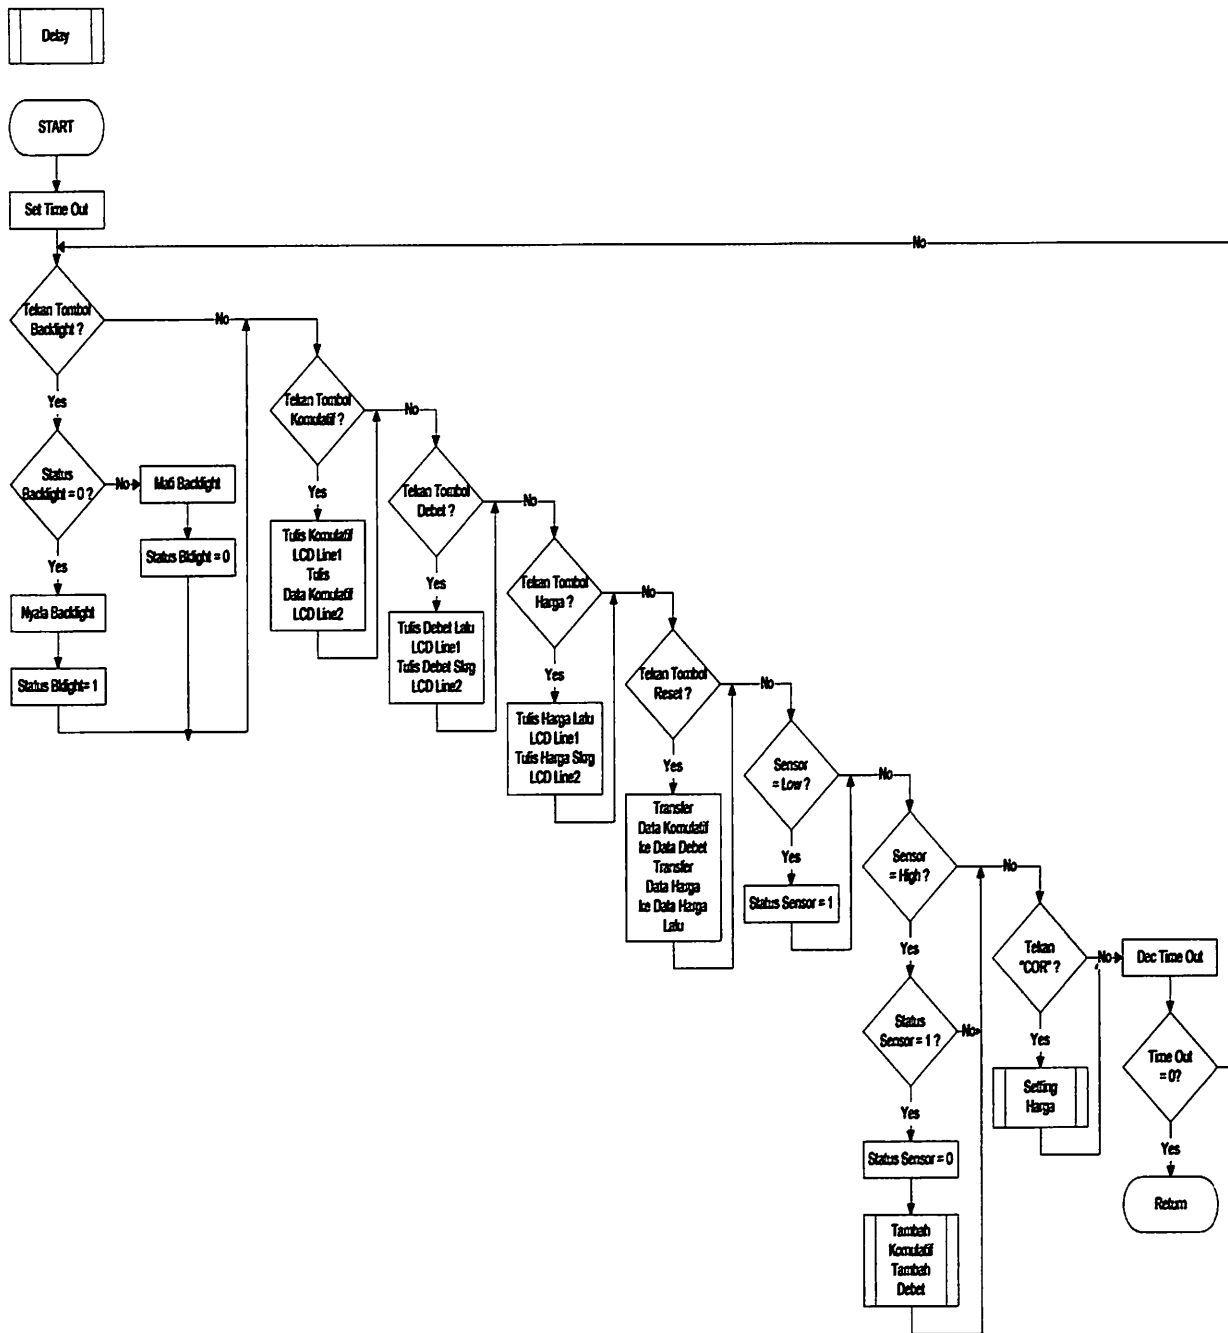 Delay
START
Set Time Out
No
Tekan Tombol
Backlight ?
No
Yes
Status
Backlight = 0 ?
No
Mati Backlight
Status Bklight = 0
Yes
Nyala Backlight
Status Bklight= 1
Tekan Tombol
Komulatif ?
No
Yes
Tulis Komulatif
LCD Line1
Tulis
Data Komulatif
LCD Line2
Tekan Tombol
Debet ?
No
Yes
Tulis Debet Lalu
LCD Line1
Tulis Debet Skrg
LCD Line2
Tekan Tombol
Harga ?
No
Yes
Tulis Harga Lalu
LCD Line1
Tulis Harga Skrg
LCD Line2
Tekan Tombol
Reset ?
No
Yes
Transfer
Data Komulatif
ke Data Debet
Transfer
Data Harga
ke Data Harga
Lalu
Sensor
= Low ?
No
Yes
Status Sensor = 1
Sensor
= High ?
No
Yes
Status
Sensor = 1 ?
No
Yes
Status Sensor = 0
Tambah
Komulatif
Tambah
Debet
Tekan
"COR" ?
No
Yes
Setting
Harga
Dec Time Out
Time Out
= 0?
Yes
Return